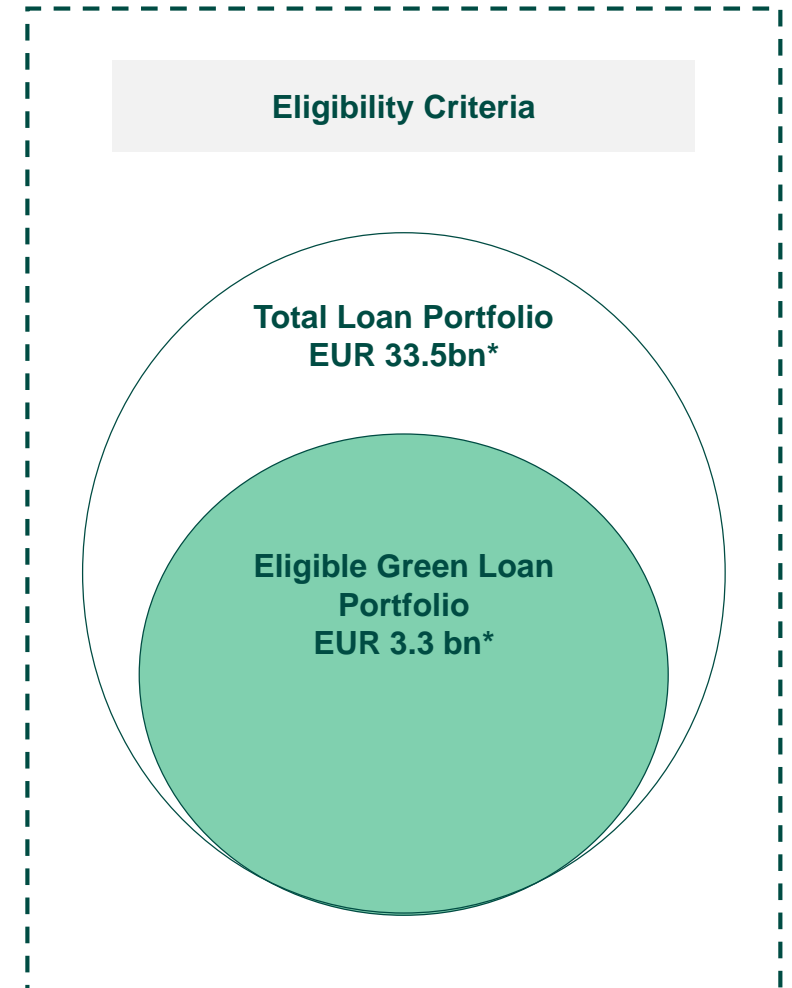 Eligibility Criteria
Total Loan Portfolio
EUR 33.5bn*
Eligible Green Loan
Portfolio
EUR 3.3 bn*